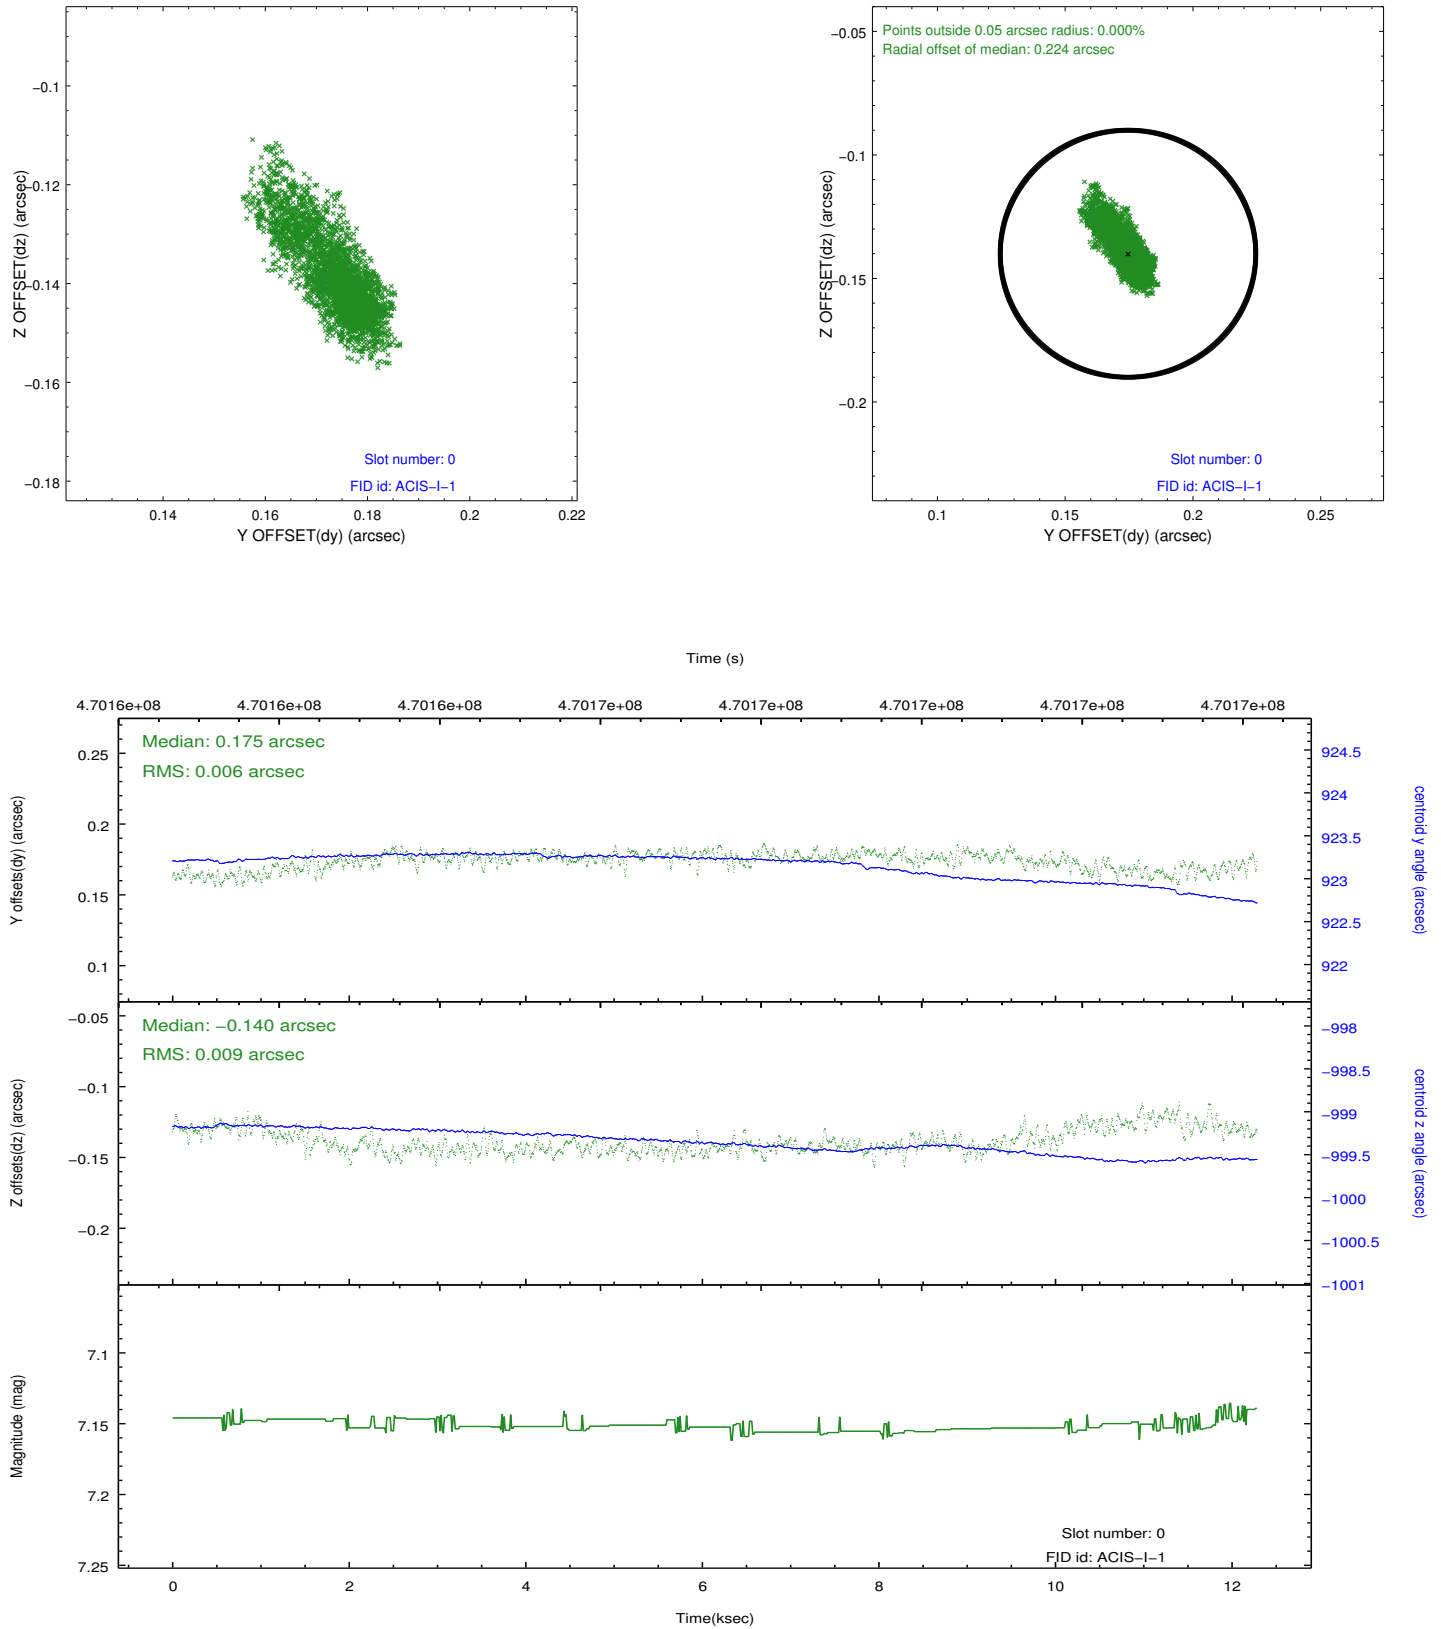 −0.1
−0.12
−0.14
−0.16
−0.18
Z OFFSET(dz) (arcsec)
Slot number: 0
FID id: ACIS−I−1
0.14 0.16 0.18 0.2 0.22
Y OFFSET(dy) (arcsec)
Points outside 0.05 arcsec radius: 0.000%
Radial offset of median: 0.224 arcsec
−0.05
−0.1
−0.15
−0.2
Z OFFSET(dz) (arcsec)
Slot number: 0
FID id: ACIS−I−1
0.1 0.15 0.2 0.25
Y OFFSET(dy) (arcsec)
Time (s)
4.7016e+08 4.7016e+08 4.7016e+08 4.7017e+08 4.7017e+08 4.7017e+08 4.7017e+08 4.7017e+08
Median: 0.175 arcsec
RMS: 0.006 arcsec
0.25
0.2
0.15
0.1
Y offsets(dy) (arcsec)
924.5
924
923.5
923
922.5
922
centroid y angle (arcsec)
Median: −0.140 arcsec
RMS: 0.009 arcsec
−0.05
−0.1
−0.15
−0.2
Z offsets(dz) (arcsec)
−998
−998.5
−999
−999.5
−1000
−1000.5
−1001
centroid z angle (arcsec)
7.1
7.15
7.2
7.25
Magnitude (mag)
Slot number: 0
FID id: ACIS−I−1
0 2 4 6 8 10 12
Time(ksec)